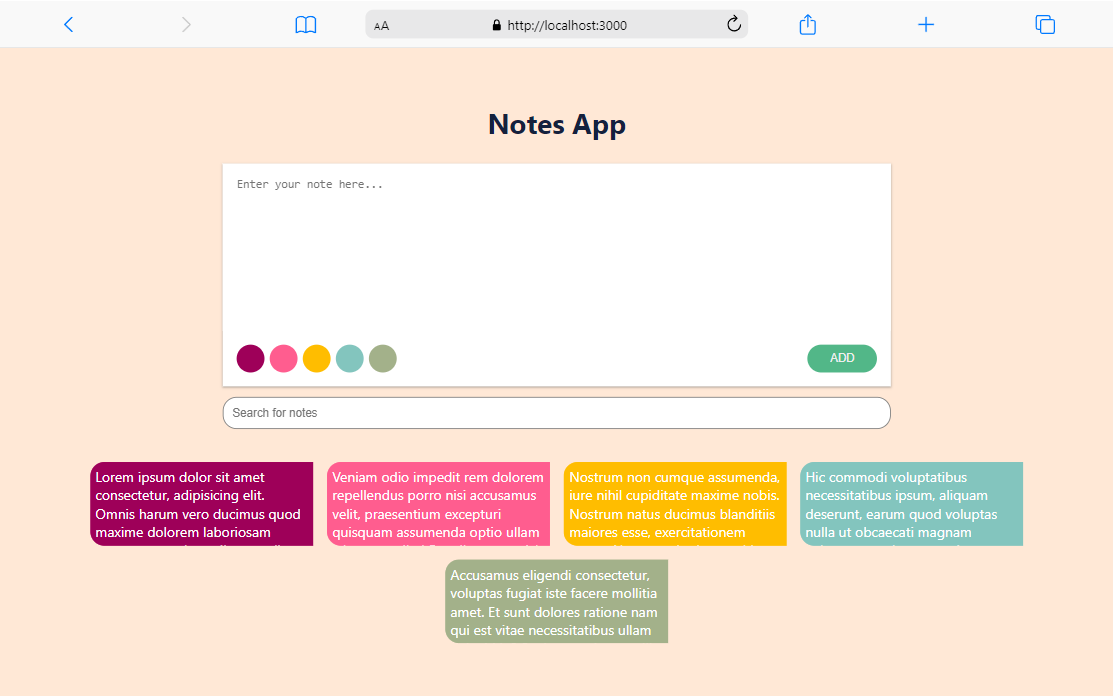 AA
http://localhost:3000
Notes App
Enter your note here...
ADD
Search for notes
Lorem ipsum dolor sit amet
consectetur, adipisicing elit.
Omnis harum vero ducimus quod
maxime dolorem laboriosam
Veniam odio impedit rem dolorem
repellendus porro nisi accusamus
velit, praesentium excepturi
quisquam assumenda optio ullam
Nostrum non cumque assumenda,
iure nihil cupiditate maxime nobis.
Nostrum natus ducimus blanditiis
maiores esse, exercitationem
Hic commodi voluptatibus
necessitatibus ipsum, aliquam
deserunt, earum quod voluptas
nulla ut obcaecati magnam
Accusamus eligendi consectetur,
voluptas fugiat iste facere mollitia
amet. Et sunt dolores ratione nam
qui est vitae necessitatibus ullam